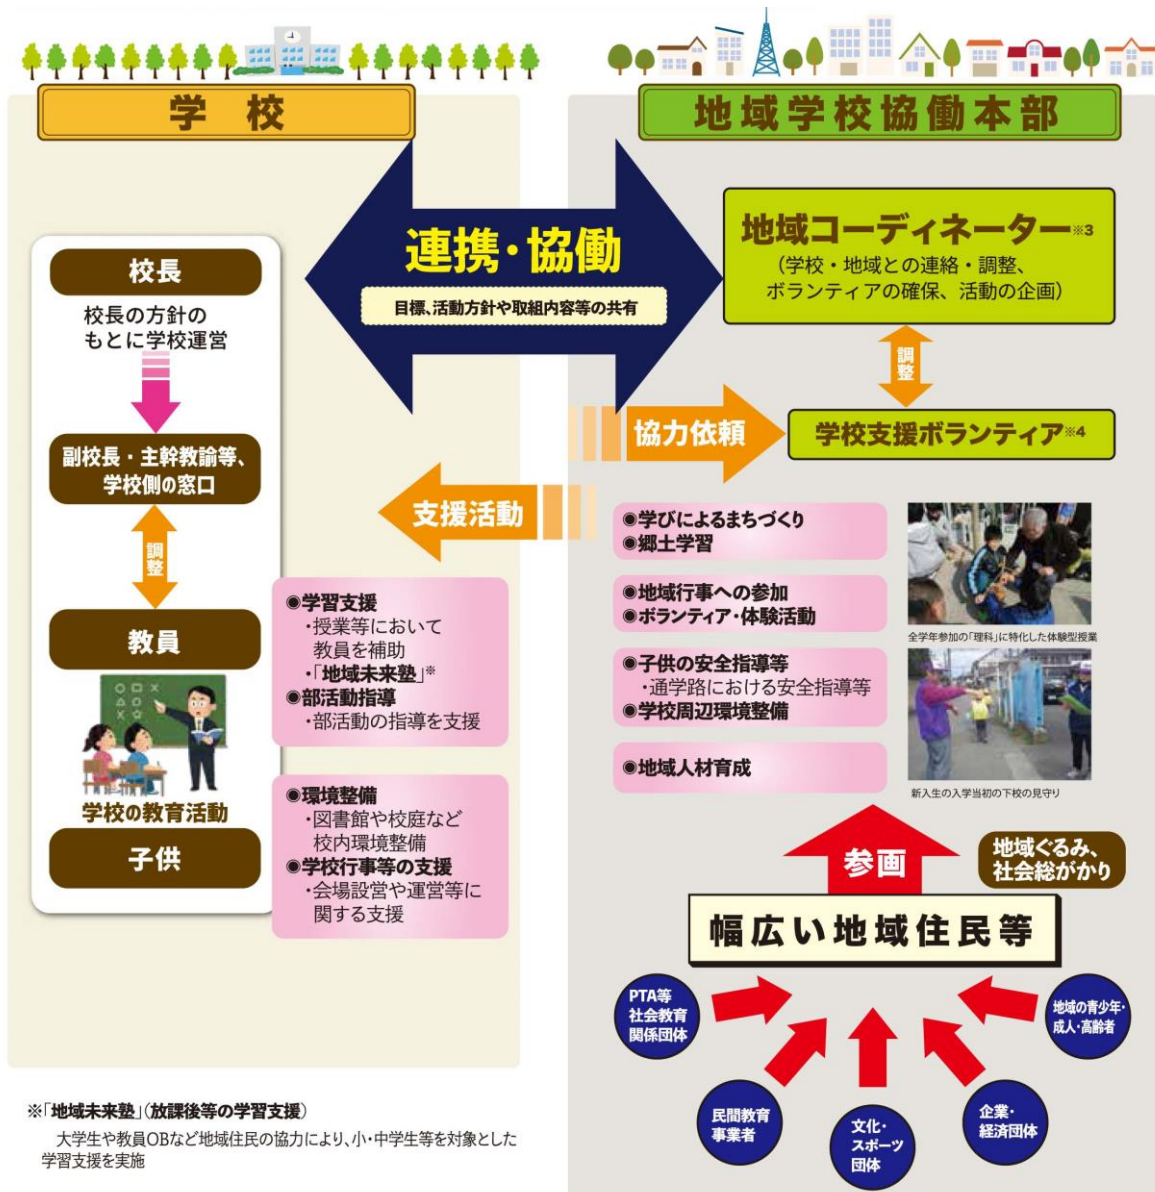 学校
地域学校協働本部
連携・協働
目標、活動方針や取組内容等の共有
校長
校長の方針の
もとに学校運営
副校長・主幹教諭等、
学校側の窓口
調整
教員
学校の教育活動
子供
地域コーディネーター※3
（学校・地域との連絡・調整、
ボランティアの確保、活動の企画）
調整
協力依頼
学校支援ボランティア※4
支援活動
◉学習支援
・授業等において
教員を補助
・「地域未来塾」※
◉部活動指導
・部活動の指導を支援
◉環境整備
・図書館や校庭など
校内環境整備
◉学校行事等の支援
・会場設営や運営等に
関する支援
◉学びによるまちづくり
◉郷土学習
◉地域行事への参加
◉ボランティア・体験活動
◉子供の安全指導等
・通学路における安全指導等
◉学校周辺環境整備
◉地域人材育成
全学年参加の「理科」に特化した体験型授業
新入生の入学当初の下校の見守り
参画
地域ぐるみ、
社会総がかり
幅広い地域住民等
PTA等
社会教育
関係団体
民間教育
事業者
文化・
スポーツ
団体
企業・
経済団体
地域の青少年・
成人・高齢者
※「地域未来塾」（放課後等の学習支援）
大学生や教員OBなど地域住民の協力により、小・中学生等を対象とした
学習支援を実施